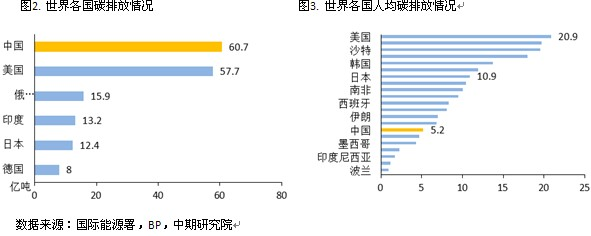 图2. 世界各国碳排放情况
中国 60.7
美国 57.7
俄… 15.9
印度 13.2
日本 12.4
德国 8
亿吨
0 20 40 60 80
图3. 世界各国人均碳排放情况
美国 20.9
沙特
韩国
日本 10.9
南非
西班牙
伊朗
中国 5.2
墨西哥
印度尼西亚
波兰
0 5 10 15 20 25
数据来源：国际能源署，BP，中期研究院